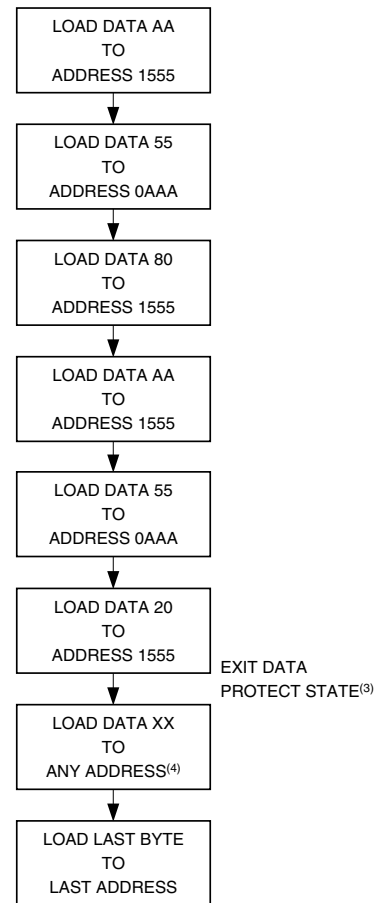 LOAD DATA AA
TO
ADDRESS 1555
LOAD DATA 55
TO
ADDRESS 0AAA
LOAD DATA 80
TO
ADDRESS 1555
LOAD DATA AA
TO
ADDRESS 1555
LOAD DATA 55
TO
ADDRESS 0AAA
LOAD DATA 20
TO
ADDRESS 1555
EXIT DATA
PROTECT STATE(3)
LOAD DATA XX
TO
ANY ADDRESS(4)
LOAD LAST BYTE
TO
LAST ADDRESS